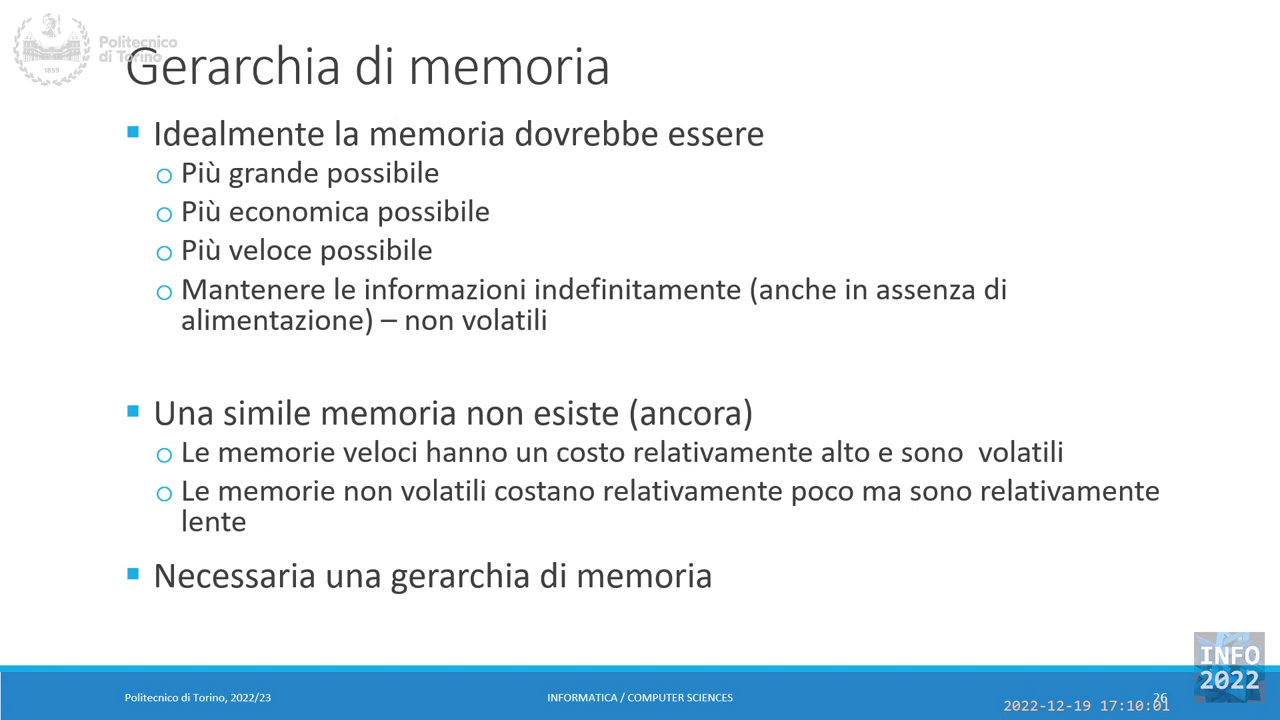 Politecnico
di Torino
1859
Gerarchia di memoria
Idealmente la memoria dovrebbe essere
Più grande possibile
Più economica possibile
Più veloce possibile
Mantenere le informazioni indefinitamente (anche in assenza di
alimentazione) – non volatili
Una simile memoria non esiste (ancora)
Le memorie veloci hanno un costo relativamente alto e sono  volatili
Le memorie non volatili costano relativamente poco ma sono relativamente
lente
Necessaria una gerarchia di memoria
INFO
2022
Politecnico di Torino, 2022/23
INFORMATICA / COMPUTER SCIENCES
26
2022-12-19 17:10:01